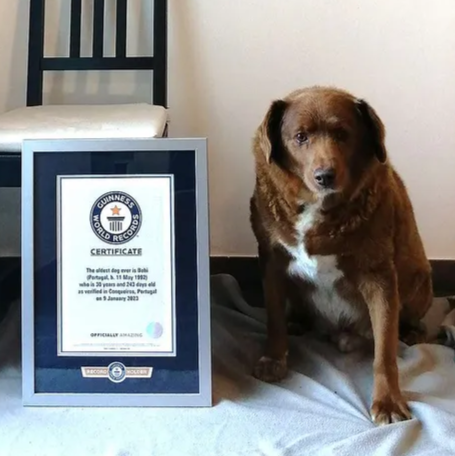 GUINNESS
WORLD RECORDS
CERTIFICATE
The oldest dog ever is Bobi
(Portugal, b. 11 May 1992)
who is 30 years and 243 days old
as verified in Conqueiros, Portugal
on 9 January 2023
OFFICIALLY AMAZING
RECORD HOLDER